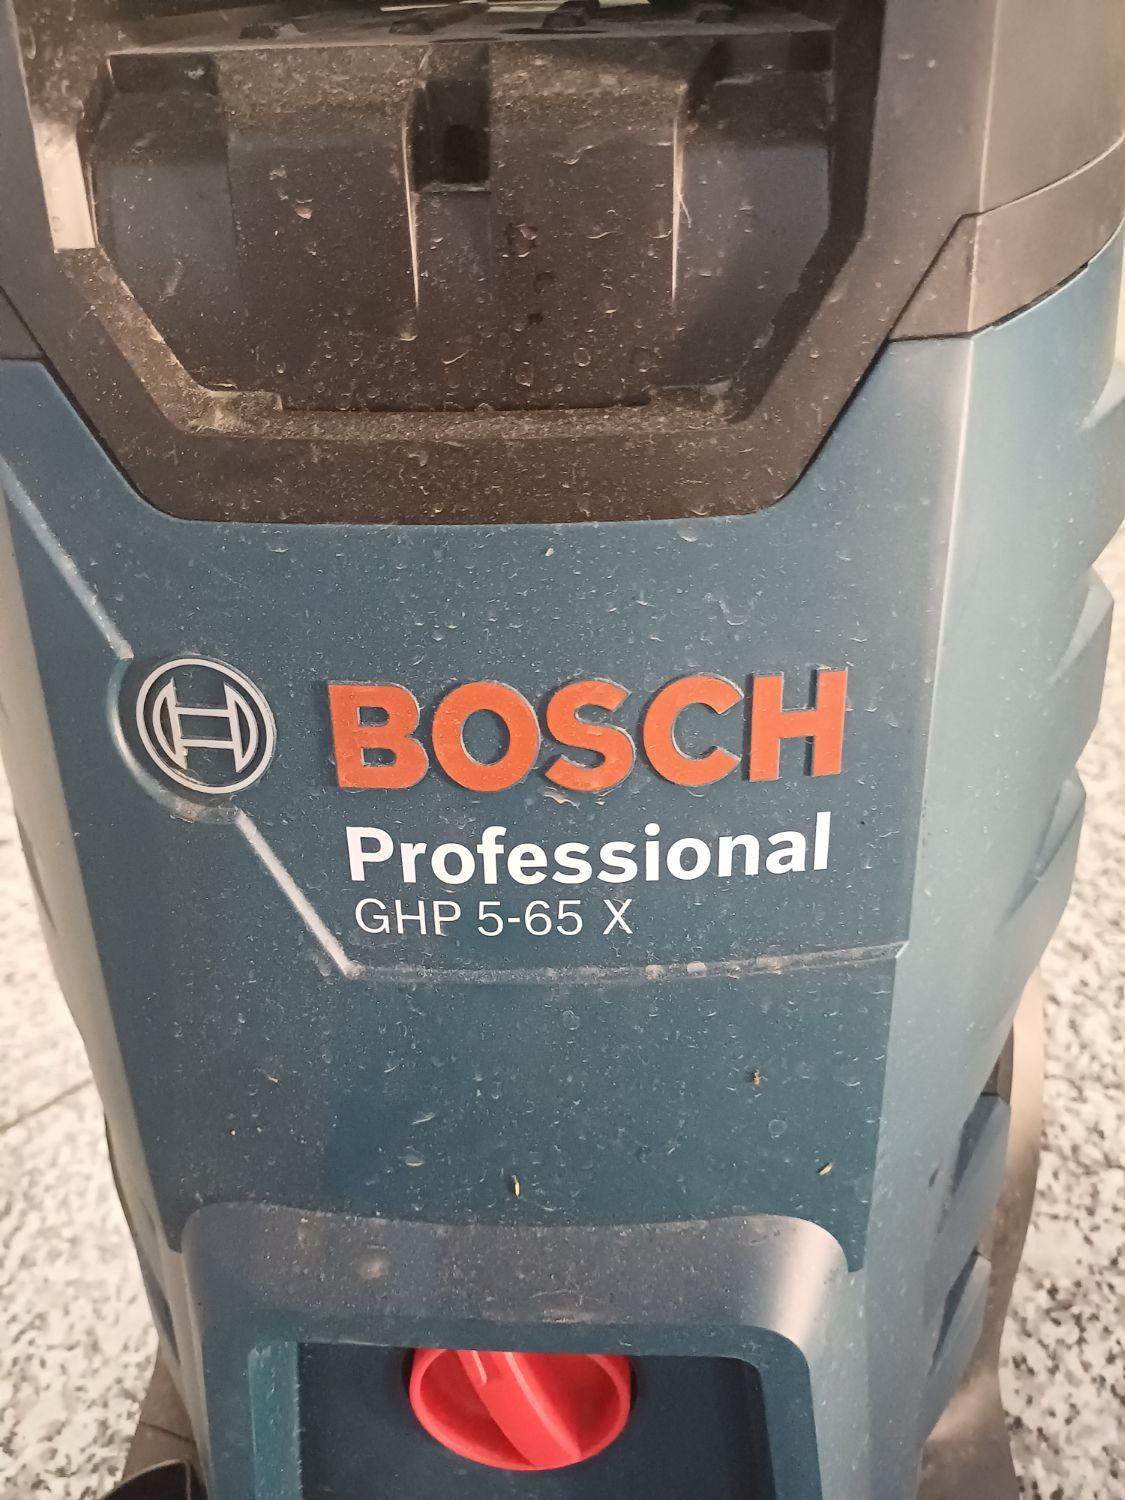 BOSCH
Professional
GHP 5-65 X